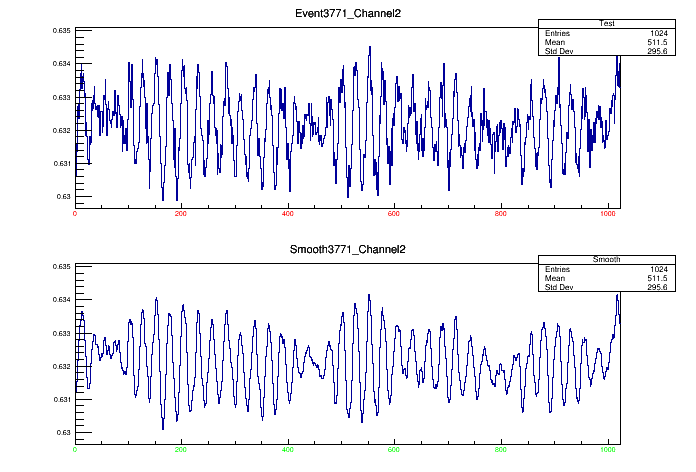 Event3771_Channel2
Test
Entries 1024
Mean 511.5
Std Dev 295.6
0.635
0.634
0.633
0.632
0.631
0.63
0 200 400 600 800 1000
Smooth3771_Channel2
Smooth
Entries 1024
Mean 511.5
Std Dev 295.6
0.635
0.634
0.633
0.632
0.631
0.63
0 200 400 600 800 1000